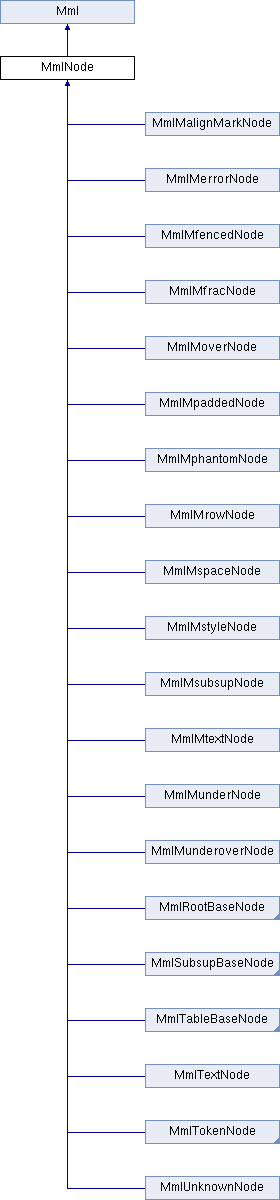 Mml
MmlNode
MmlMalignMarkNode
MmlMerrorNode
MmlMfencedNode
MmlMfracNode
MmlMoverNode
MmlMpaddedNode
MmlMphantomNode
MmlMrowNode
MmlMspaceNode
MmlMstyleNode
MmlMsubsupNode
MmlMtextNode
MmlMunderNode
MmlMunderoverNode
MmlRootBaseNode
MmlSubsupBaseNode
MmlTableBaseNode
MmlTextNode
MmlTokenNode
MmlUnknownNode